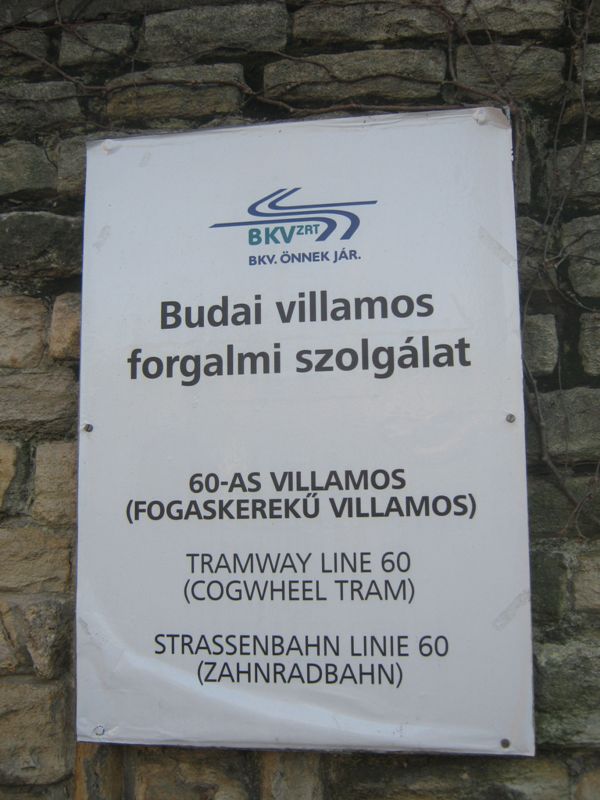 BKV ZRT
BKV. ÖNNEK JÁR.
Budai villamos
forgalmi szolgálat
60-AS VILLAMOS
(FOGASKEREKŰ VILLAMOS)
TRAMWAY LINE 60
(COGWHEEL TRAM)
STRASSENBAHN LINIE 60
(ZAHNRADBAHN)